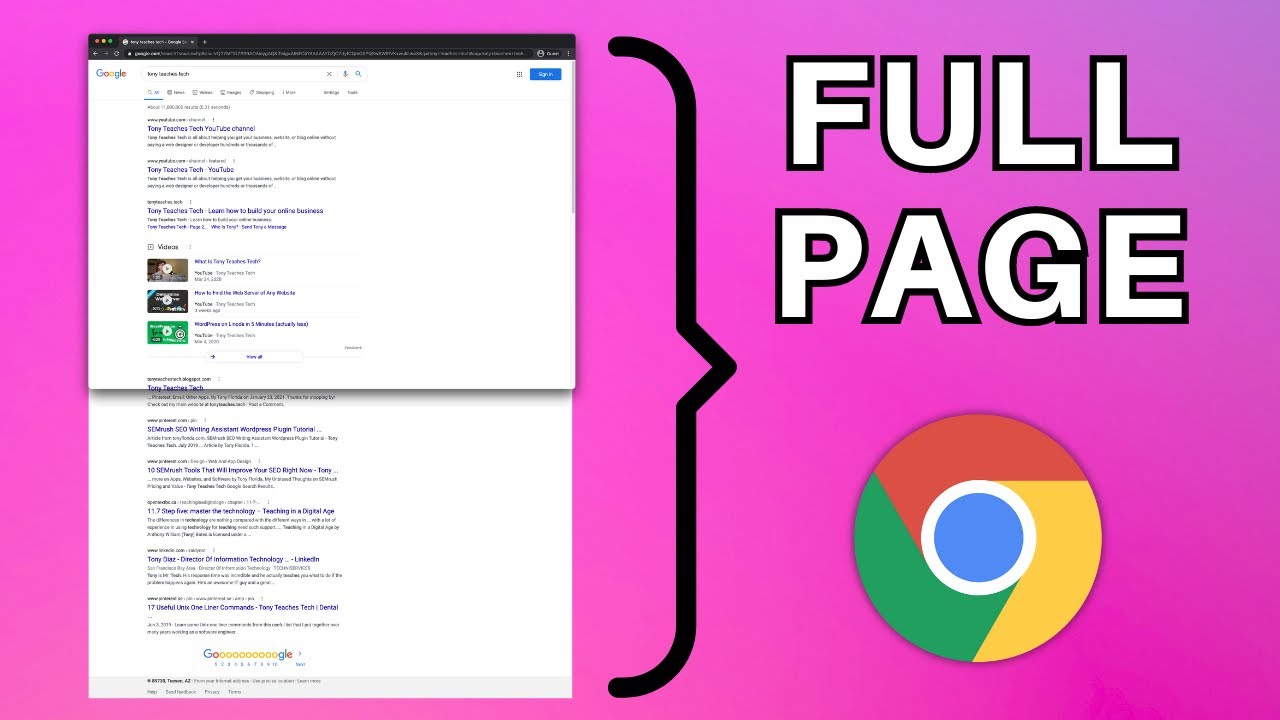 tony teaches tech - Google Se
Guest
Google
tony teaches tech
Sign in
All News Videos Images Shopping More Settings Tools
About 11,800,000 results (0.31 seconds)
www.youtube.com › channel
Tony Teaches Tech YouTube channel
Tony Teaches Tech is all about helping you get your business, website, or blog online without
paying a web designer or developer hundreds or thousands of ...
www.youtube.com › channel › featured
Tony Teaches Tech - YouTube
Tony Teaches Tech is all about helping you get your business, website, or blog online without
paying a web designer or developer hundreds or thousands of ...
tonyteaches.tech
Tony Teaches Tech - Learn how to build your online business
Tony Teaches Tech - Learn how to build your online business.
Tony Teaches Tech - Page 2... Who Is Tony? · Send Tony a Message
Videos
What Is Tony Teaches Tech?
YouTube · Tony Teaches Tech
Mar 24, 2020
How to Find the Web Server of Any Website
YouTube · Tony Teaches Tech
3 weeks ago
WordPress on Linode in 5 Minutes (actually less)
YouTube · Tony Teaches Tech
Mar 4, 2020
Feedback
View all
tonyteachestech.blogspot.com
Tony Teaches Tech
... Pinterest; Email; Other Apps. By Tony Florida on January 23, 2021. Thanks for stopping by!
Check out my main website at tonyteaches.tech ! Post a Comment.
www.pinterest.com › pin
SEMrush SEO Writing Assistant Wordpress Plugin Tutorial ...
Article from tonyflorida.com. SEMrush SEO Writing Assistant Wordpress Plugin Tutorial - Tony
Teaches Tech. July 2019 ... Article by Tony Florida. 1 ...
www.pinterest.com › Design › Web And App Design
10 SEMrush Tools That Will Improve Your SEO Right Now - Tony ...
... more on Apps, Websites, and Software by Tony Florida. My Unbiased Thoughts on SEMrush
Pricing and Value - Tony Teaches Tech Google Search Results..
opentextbc.ca › teachinginadigitalage › chapter › 11-7-...
11.7 Step five: master the technology – Teaching in a Digital Age
The differences in technology are nothing compared with the different ways in ... with a lot of
experience in using technology for teaching need such support. ... Teaching in a Digital Age by
Anthony William (Tony) Bates is licensed under a ...
Tony Diaz - Director Of Information Technology ... - LinkedIn
San Francisco Bay Area · Director Of Information Technology · TECHNISERVICES
Tony is Mr. Tech. His response time was incredible and he actually teaches you what to do if the
problem happens again. He's an awesome IT guy and a great ...
17 Useful Unix One Liner Commands - Tony Teaches Tech | Dental
...
Jun 3, 2019 - Learn some Unix one liner commands from this useful list that I put together over
many years working as a software engineer.
Goooooooooogle
1 2 3 4 5 6 7 8 9 10 Next
85730, Tucson, AZ - From your Internet address - Use precise location - Learn more
Help Send feedback Privacy Terms
FULL
PAGE